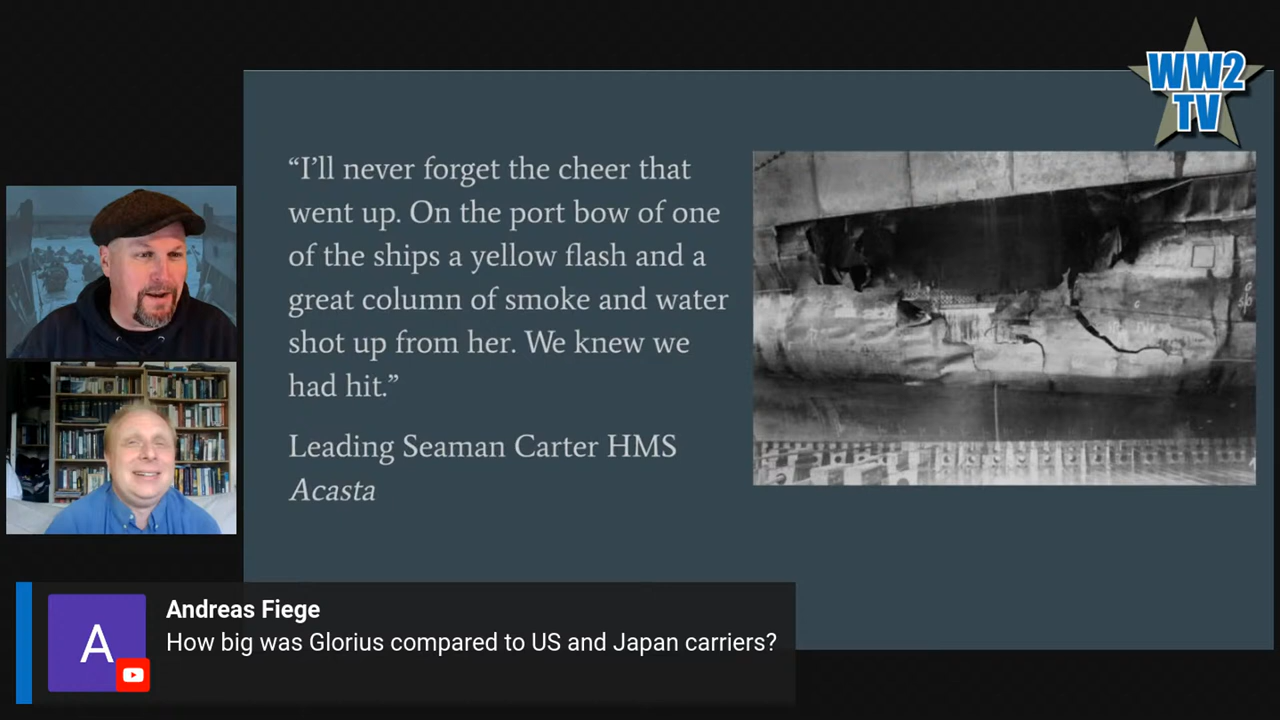 WW2
TV
“I’ll never forget the cheer that
went up. On the port bow of one
of the ships a yellow flash and a
great column of smoke and water
shot up from her. We knew we
had hit.”
Leading Seaman Carter HMS
Acasta
A
Andreas Fiege
How big was Glorius compared to US and Japan carriers?